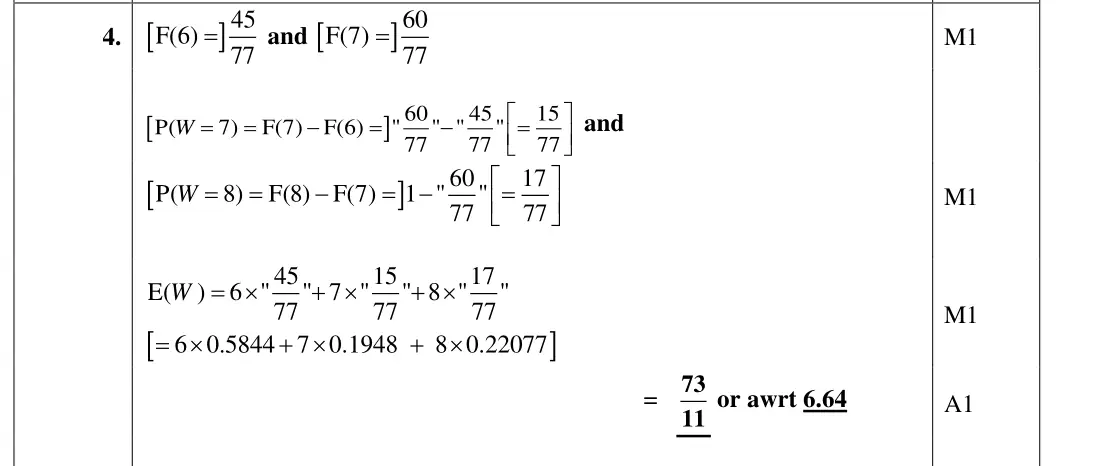 4. [F(6) =] 45/77 and [F(7) =] 60/77 M1
[P(W = 7) = F(7) − F(6) =] "60/77" − "45/77" [= 15/77] and
[P(W = 8) = F(8) − F(7) =] 1 − "60/77" [= 17/77] M1
E(W) = 6 × "45/77" + 7 × "15/77" + 8 × "17/77" M1
[= 6 × 0.5844 + 7 × 0.1948 + 8 × 0.22077]
= 73/11 or awrt 6.64 A1